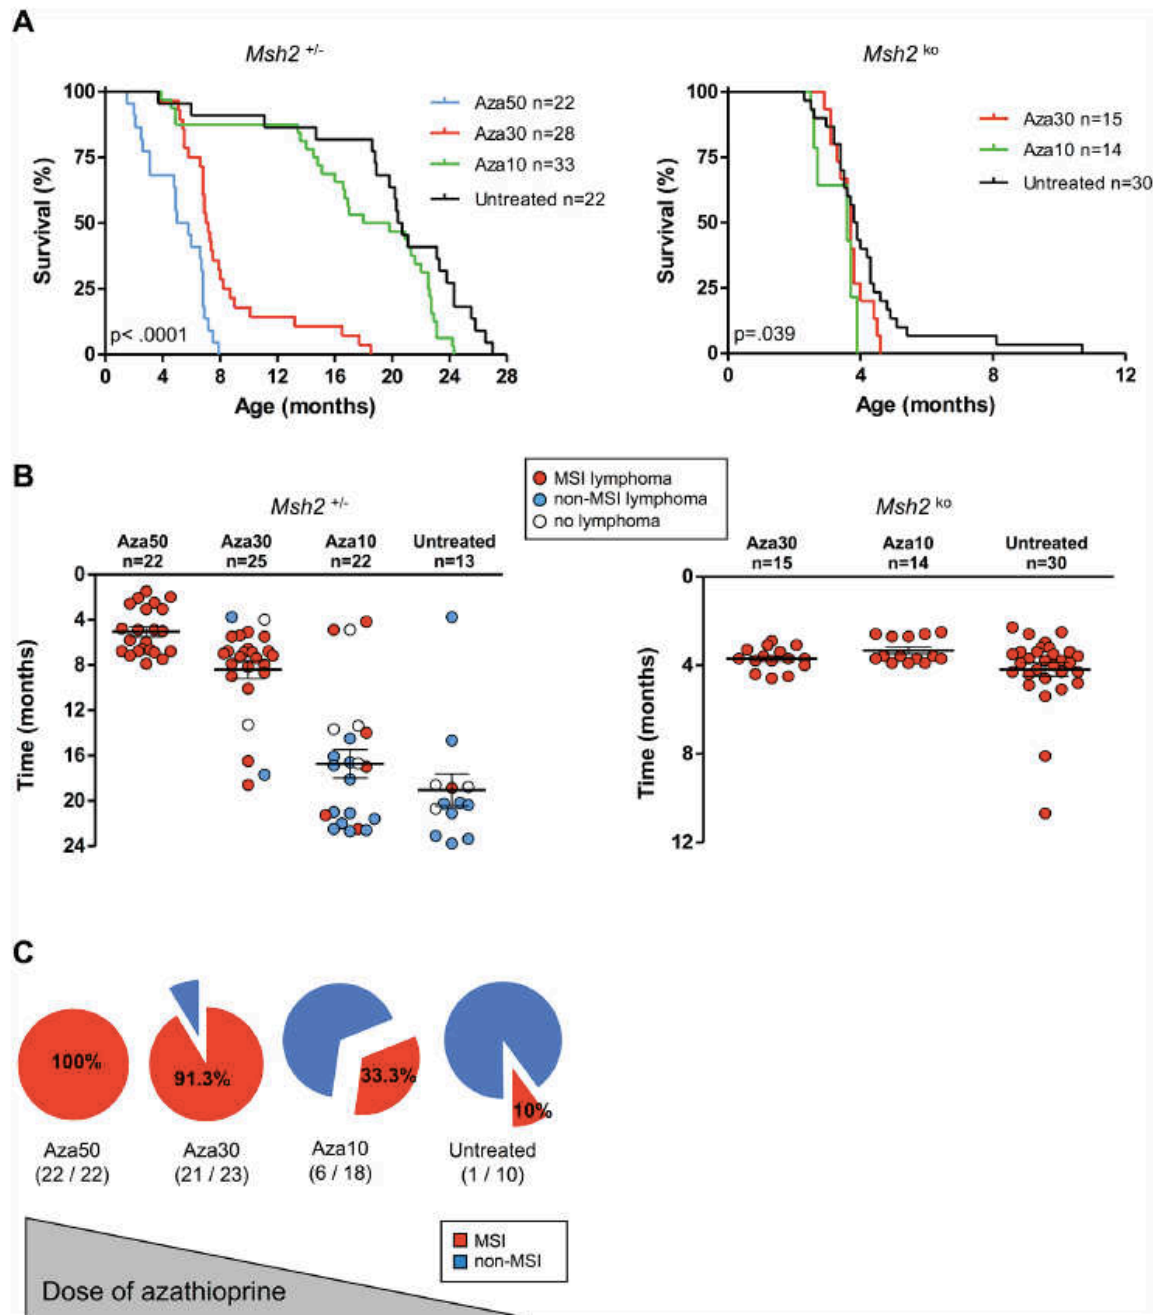 A
Msh2 +/-
Msh2 ko
100
75
50
25
0
Survival (%)
0 4 8 12 16 20 24 28
Age (months)
p< .0001
Aza50 n=22
Aza30 n=28
Aza10 n=33
Untreated n=22
100
75
50
25
0
Survival (%)
0 4 8 12
Age (months)
p=.039
Aza30 n=15
Aza10 n=14
Untreated n=30
B
MSI lymphoma
non-MSI lymphoma
no lymphoma
Msh2 +/-
Msh2 ko
Aza50 Aza30 Aza10 Untreated
n=22 n=25 n=22 n=13
0
4
8
12
16
20
24
Time (months)
Aza30 Aza10 Untreated
n=15 n=14 n=30
0
4
8
12
Time (months)
C
100%
91.3%
33.3%
10%
Aza50 Aza30 Aza10 Untreated
(22 / 22) (21 / 23) (6 / 18) (1 / 10)
MSI
non-MSI
Dose of azathioprine